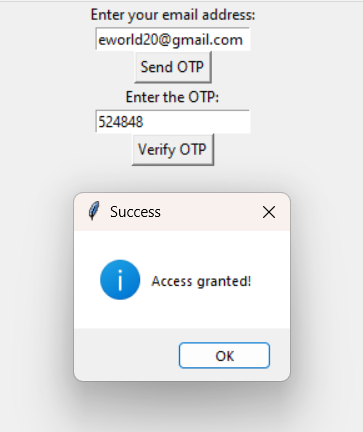 Enter your email address:
eworld20@gmail.com
Send OTP
Enter the OTP:
524848
Verify OTP
Success
Access granted!
OK